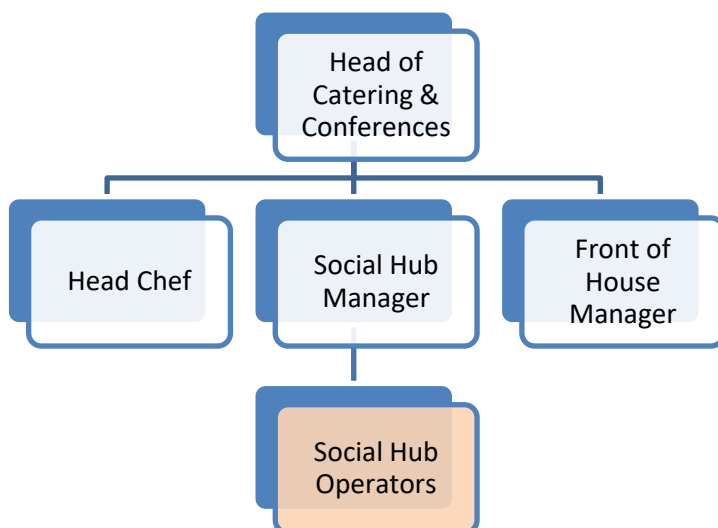 Head of
Catering &
Conferences
Head Chef
Social Hub
Manager
Front of
House
Manager
Social Hub
Operators